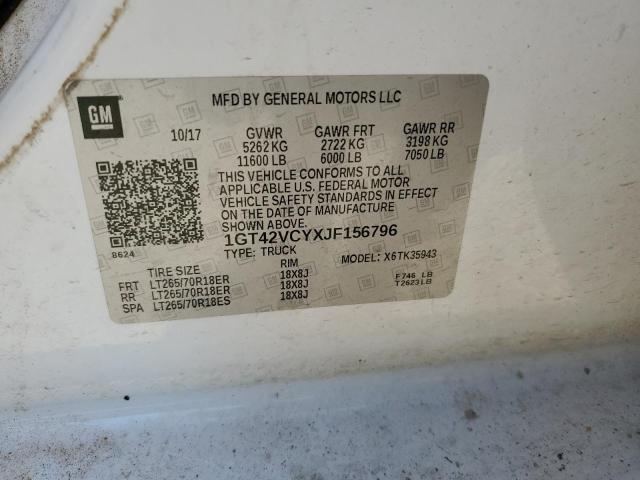 GM
MFD BY GENERAL MOTORS LLC
10/17 GVWR GAWR FRT GAWR RR
5262 KG 2722 KG 3198 KG
11600 LB 6000 LB 7050 LB
THIS VEHICLE CONFORMS TO ALL
APPLICABLE U.S. FEDERAL MOTOR
VEHICLE SAFETY STANDARDS IN EFFECT
ON THE DATE OF MANUFACTURE
SHOWN ABOVE.
8624
1GT42VCYXJF156796
TYPE: TRUCK MODEL: X6TK35943
TIRE SIZE RIM
FRT LT265/70R18ER 18X8J
RR LT265/70R18ER 18X8J
SPA LT265/70R18ES 18X8J
F746 LB
T2623LB